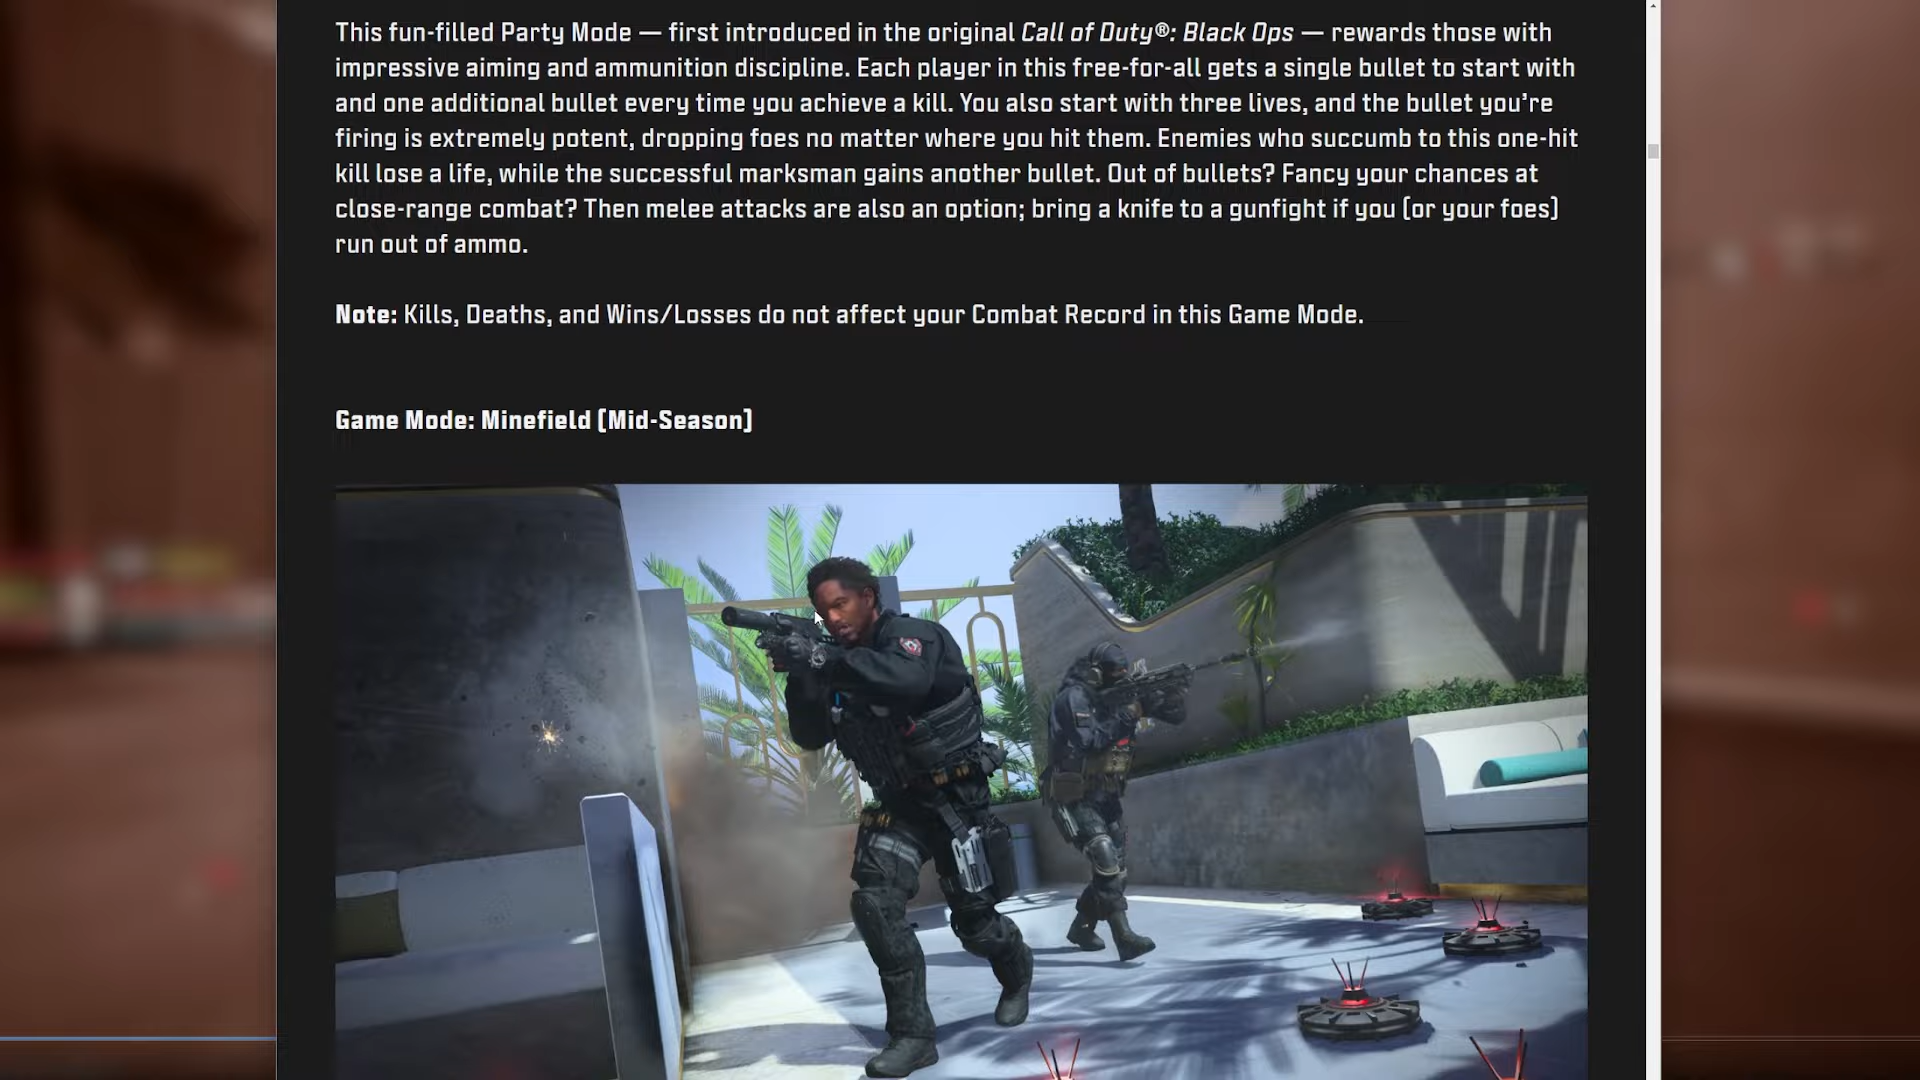 This fun-filled Party Mode — first introduced in the original Call of Duty®: Black Ops — rewards those with
impressive aiming and ammunition discipline. Each player in this free-for-all gets a single bullet to start with
and one additional bullet every time you achieve a kill. You also start with three lives, and the bullet you’re
firing is extremely potent, dropping foes no matter where you hit them. Enemies who succumb to this one-hit
kill lose a life, while the successful marksman gains another bullet. Out of bullets? Fancy your chances at
close-range combat? Then melee attacks are also an option; bring a knife to a gunfight if you (or your foes)
run out of ammo.
Note: Kills, Deaths, and Wins/Losses do not affect your Combat Record in this Game Mode.
Game Mode: Minefield (Mid-Season)